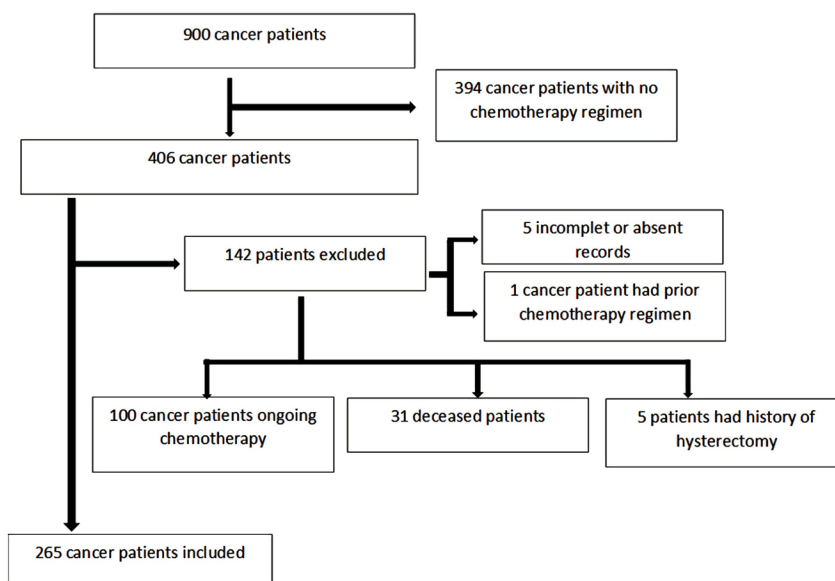 900 cancer patients
394 cancer patients with no
chemotherapy regimen
406 cancer patients
142 patients excluded
5 incomplet or absent
records
1 cancer patient had prior
chemotherapy regimen
100 cancer patients ongoing
chemotherapy
31 deceased patients
5 patients had history of
hysterectomy
265 cancer patients included